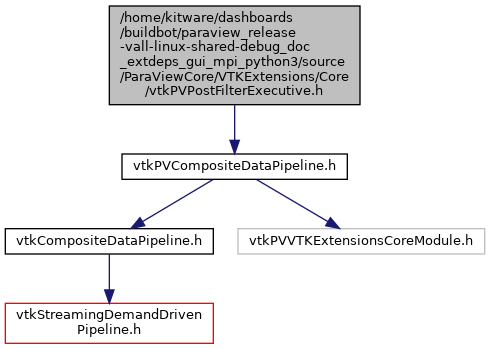 /home/kitware/dashboards
/buildbot/paraview_release
-vall-linux-shared-debug_doc
_extdeps_gui_mpi_python3/source
/ParaViewCore/VTKExtensions/Core
/vtkPVPostFilterExecutive.h
vtkPVCompositeDataPipeline.h
vtkCompositeDataPipeline.h
vtkPVVTKExtensionsCoreModule.h
vtkStreamingDemandDriven
Pipeline.h